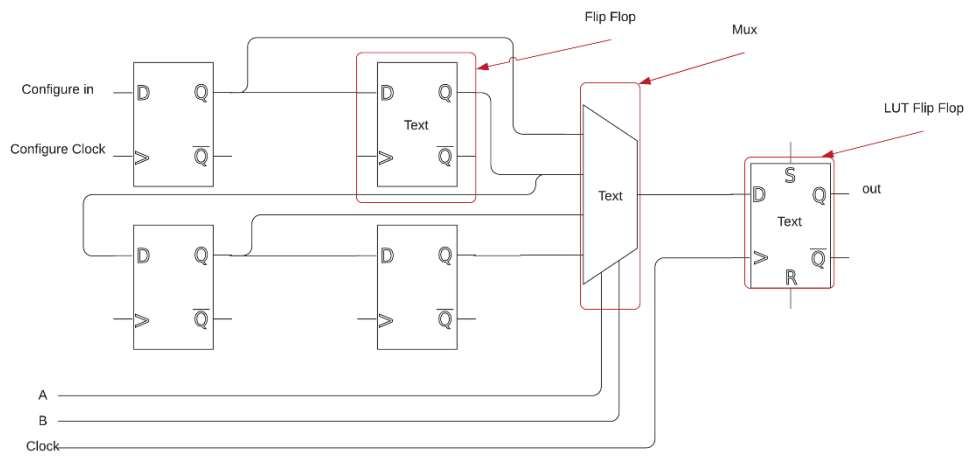 Flip Flop
Mux
LUT Flip Flop
Configure in
D Q
D Q
Text
Configure Clock
> Q̅
> Q̅
Text
S
D Q
out
Text
> Q̅
R
D Q
D Q
> Q̅
> Q̅
A
B
Clock